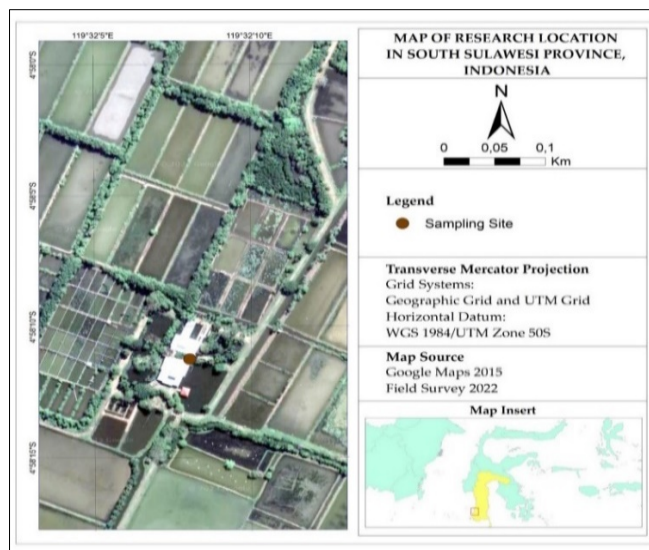 119°32'5"E
119°32'10"E
4°58'0"S
4°58'5"S
4°58'10"S
4°58'15"S
MAP OF RESEARCH LOCATION
IN SOUTH SULAWESI PROVINCE,
INDONESIA
N
0 0,05 0,1
Km
Legend
Sampling Site
Transverse Mercator Projection
Grid Systems:
Geographic Grid and UTM Grid
Horizontal Datum:
WGS 1984/UTM Zone 50S
Map Source
Google Maps 2015
Field Survey 2022
Map Insert